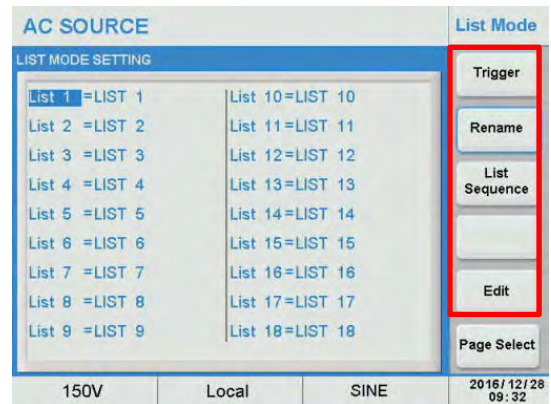 AC SOURCE
List Mode
LIST MODE SETTING
List 1 =LIST 1
List 2 =LIST 2
List 3 =LIST 3
List 4 =LIST 4
List 5 =LIST 5
List 6 =LIST 6
List 7 =LIST 7
List 8 =LIST 8
List 9 =LIST 9
List 10=LIST 10
List 11=LIST 11
List 12=LIST 12
List 13=LIST 13
List 14=LIST 14
List 15=LIST 15
List 16=LIST 16
List 17=LIST 17
List 18=LIST 18
Trigger
Rename
List
Sequence
Edit
Page Select
150V
Local
SINE
2016/12/28
09:32